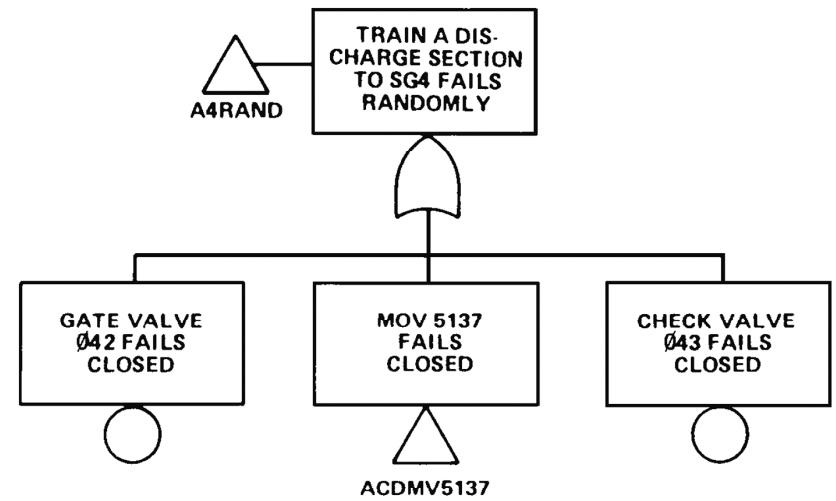 TRAIN A DIS-
CHARGE SECTION
TO SG4 FAILS
RANDOMLY
A4RAND
GATE VALVE
Ø42 FAILS
CLOSED
MOV 5137
FAILS
CLOSED
CHECK VALVE
Ø43 FAILS
CLOSED
ACDMV5137